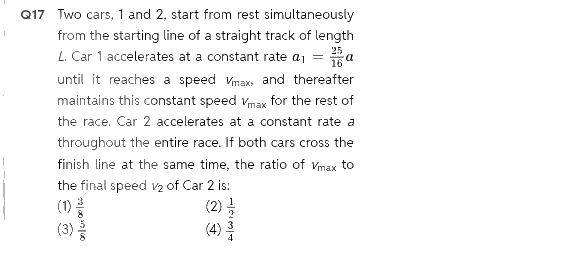 Q17 Two cars, 1 and 2, start from rest simultaneously
from the starting line of a straight track of length
L. Car 1 accelerates at a constant rate a₁ = 25/16 a
until it reaches a speed vmax, and thereafter
maintains this constant speed vmax for the rest of
the race. Car 2 accelerates at a constant rate a
throughout the entire race. If both cars cross the
finish line at the same time, the ratio of vmax to
the final speed v₂ of Car 2 is:
(1) 3/8 (2) 1/2
(3) 5/8 (4) 3/4